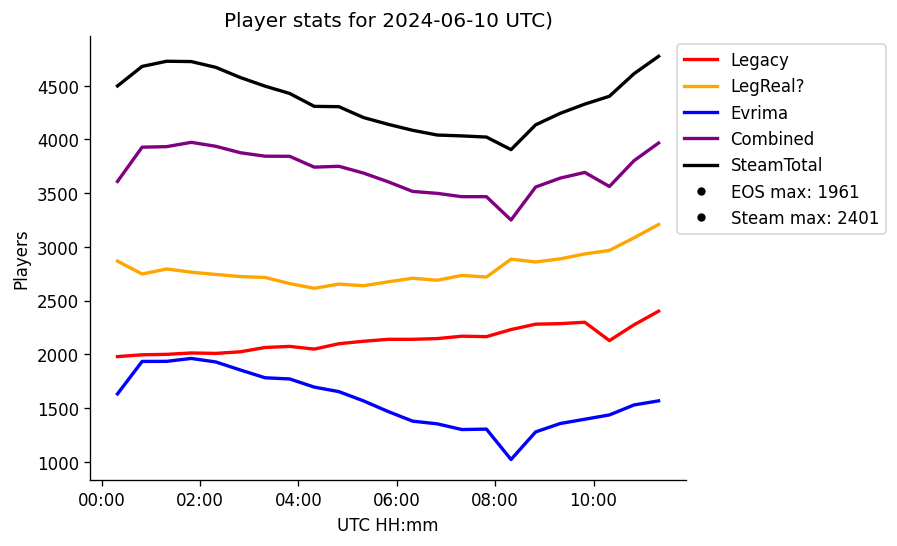 Player stats for 2024-06-10 UTC)
Legacy
LegReal?
Evrima
Combined
SteamTotal
EOS max: 1961
Steam max: 2401
Players
4500
4000
3500
3000
2500
2000
1500
1000
00:00
02:00
04:00
06:00
08:00
10:00
UTC HH:mm